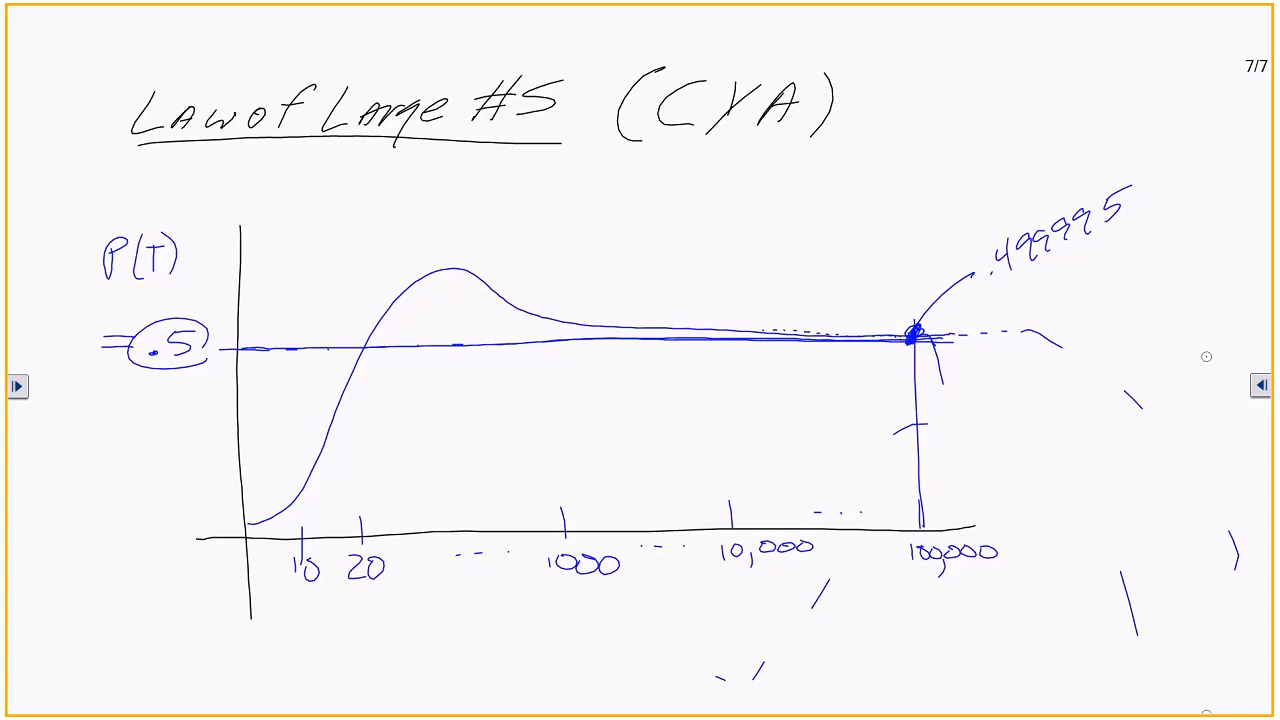 7/7
Law of Large #S (CYA)
.499995
P(T)
= .5
10 20 --- 1000 --- 10,000 - . . 100,000